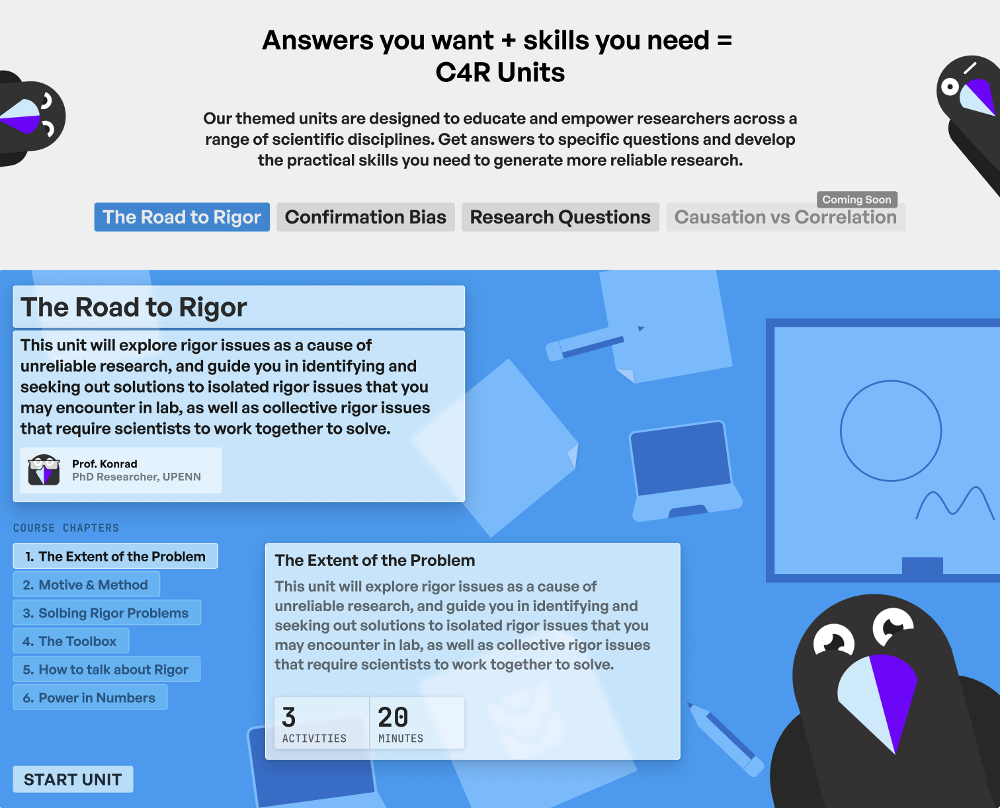 Answers you want + skills you need =
C4R Units
Our themed units are designed to educate and empower researchers across a
range of scientific disciplines. Get answers to specific questions and develop
the practical skills you need to generate more reliable research.
Coming Soon
The Road to Rigor
Confirmation Bias
Research Questions
Causation vs Correlation
The Road to Rigor
This unit will explore rigor issues as a cause of
unreliable research, and guide you in identifying and
seeking out solutions to isolated rigor issues that you
may encounter in lab, as well as collective rigor issues
that require scientists to work together to solve.
Prof. Konrad
PhD Researcher, UPENN
COURSE CHAPTERS
1. The Extent of the Problem
2. Motive & Method
3. Solbing Rigor Problems
4. The Toolbox
5. How to talk about Rigor
6. Power in Numbers
The Extent of the Problem
This unit will explore rigor issues as a cause of
unreliable research, and guide you in identifying and
seeking out solutions to isolated rigor issues that you
may encounter in lab, as well as collective rigor issues
that require scientists to work together to solve.
3
ACTIVITIES
20
MINUTES
START UNIT